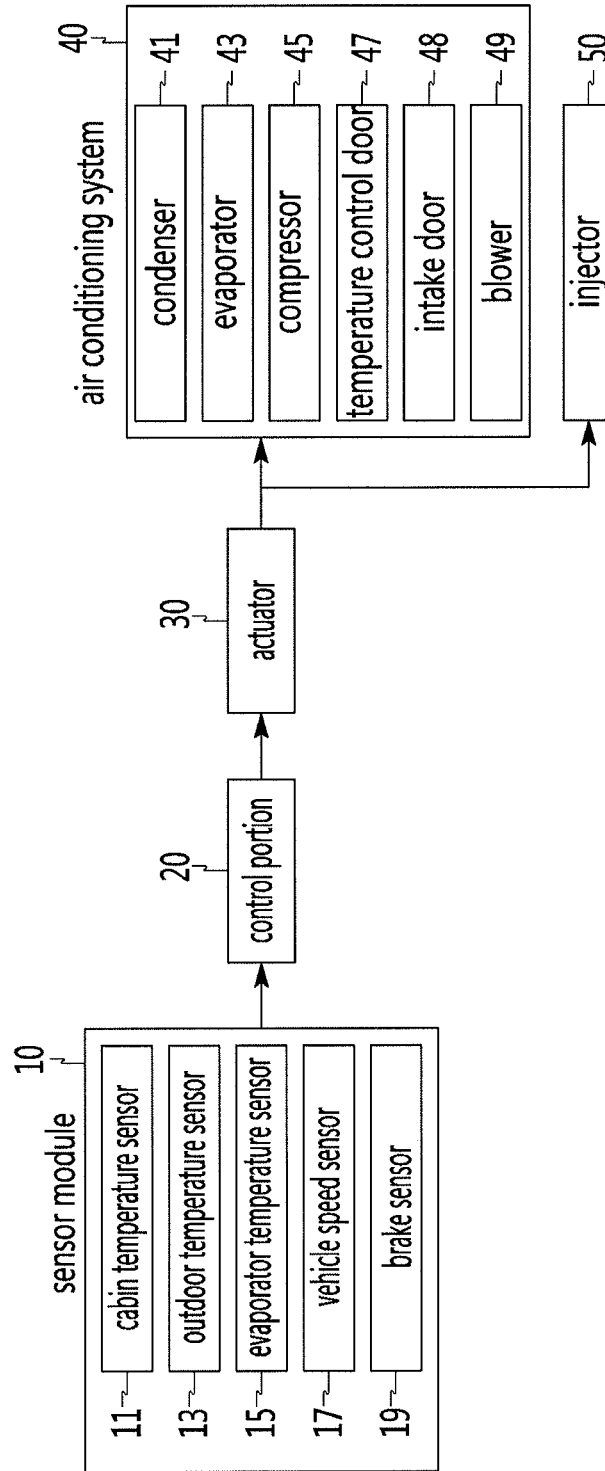 sensor module
10
11
cabin temperature sensor
13
outdoor temperature sensor
15
evaporator temperature sensor
17
vehicle speed sensor
19
brake sensor
20
control portion
30
actuator
air conditioning system
40
condenser
41
evaporator
43
compressor
45
temperature control door
47
intake door
48
blower
49
injector
50